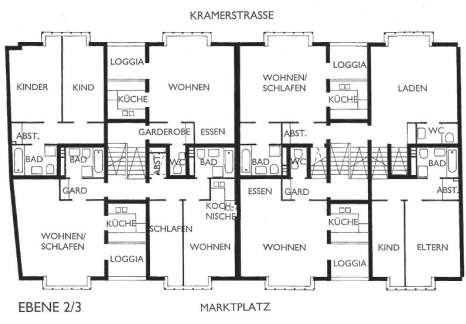 KRAMERSTRASSE
LOGGIA
LOGGIA
KINDER
KIND
WOHNEN
WOHNEN/
SCHLAFEN
LADEN
KÜCHE
KÜCHE
ABST.
GARDEROBE
ESSEN
ABST.
WC
BAD
BAD
ABST.
WC
BAD
BAD
WC
BAD
GARD
KOCH-
NISCHE
ESSEN
GARD
ABST.
WOHNEN/
SCHLAFEN
KÜCHE
SCHLAFEN
WOHNEN
WOHNEN
KÜCHE
KIND
ELTERN
LOGGIA
LOGGIA
EBENE 2/3
MARKTPLATZ